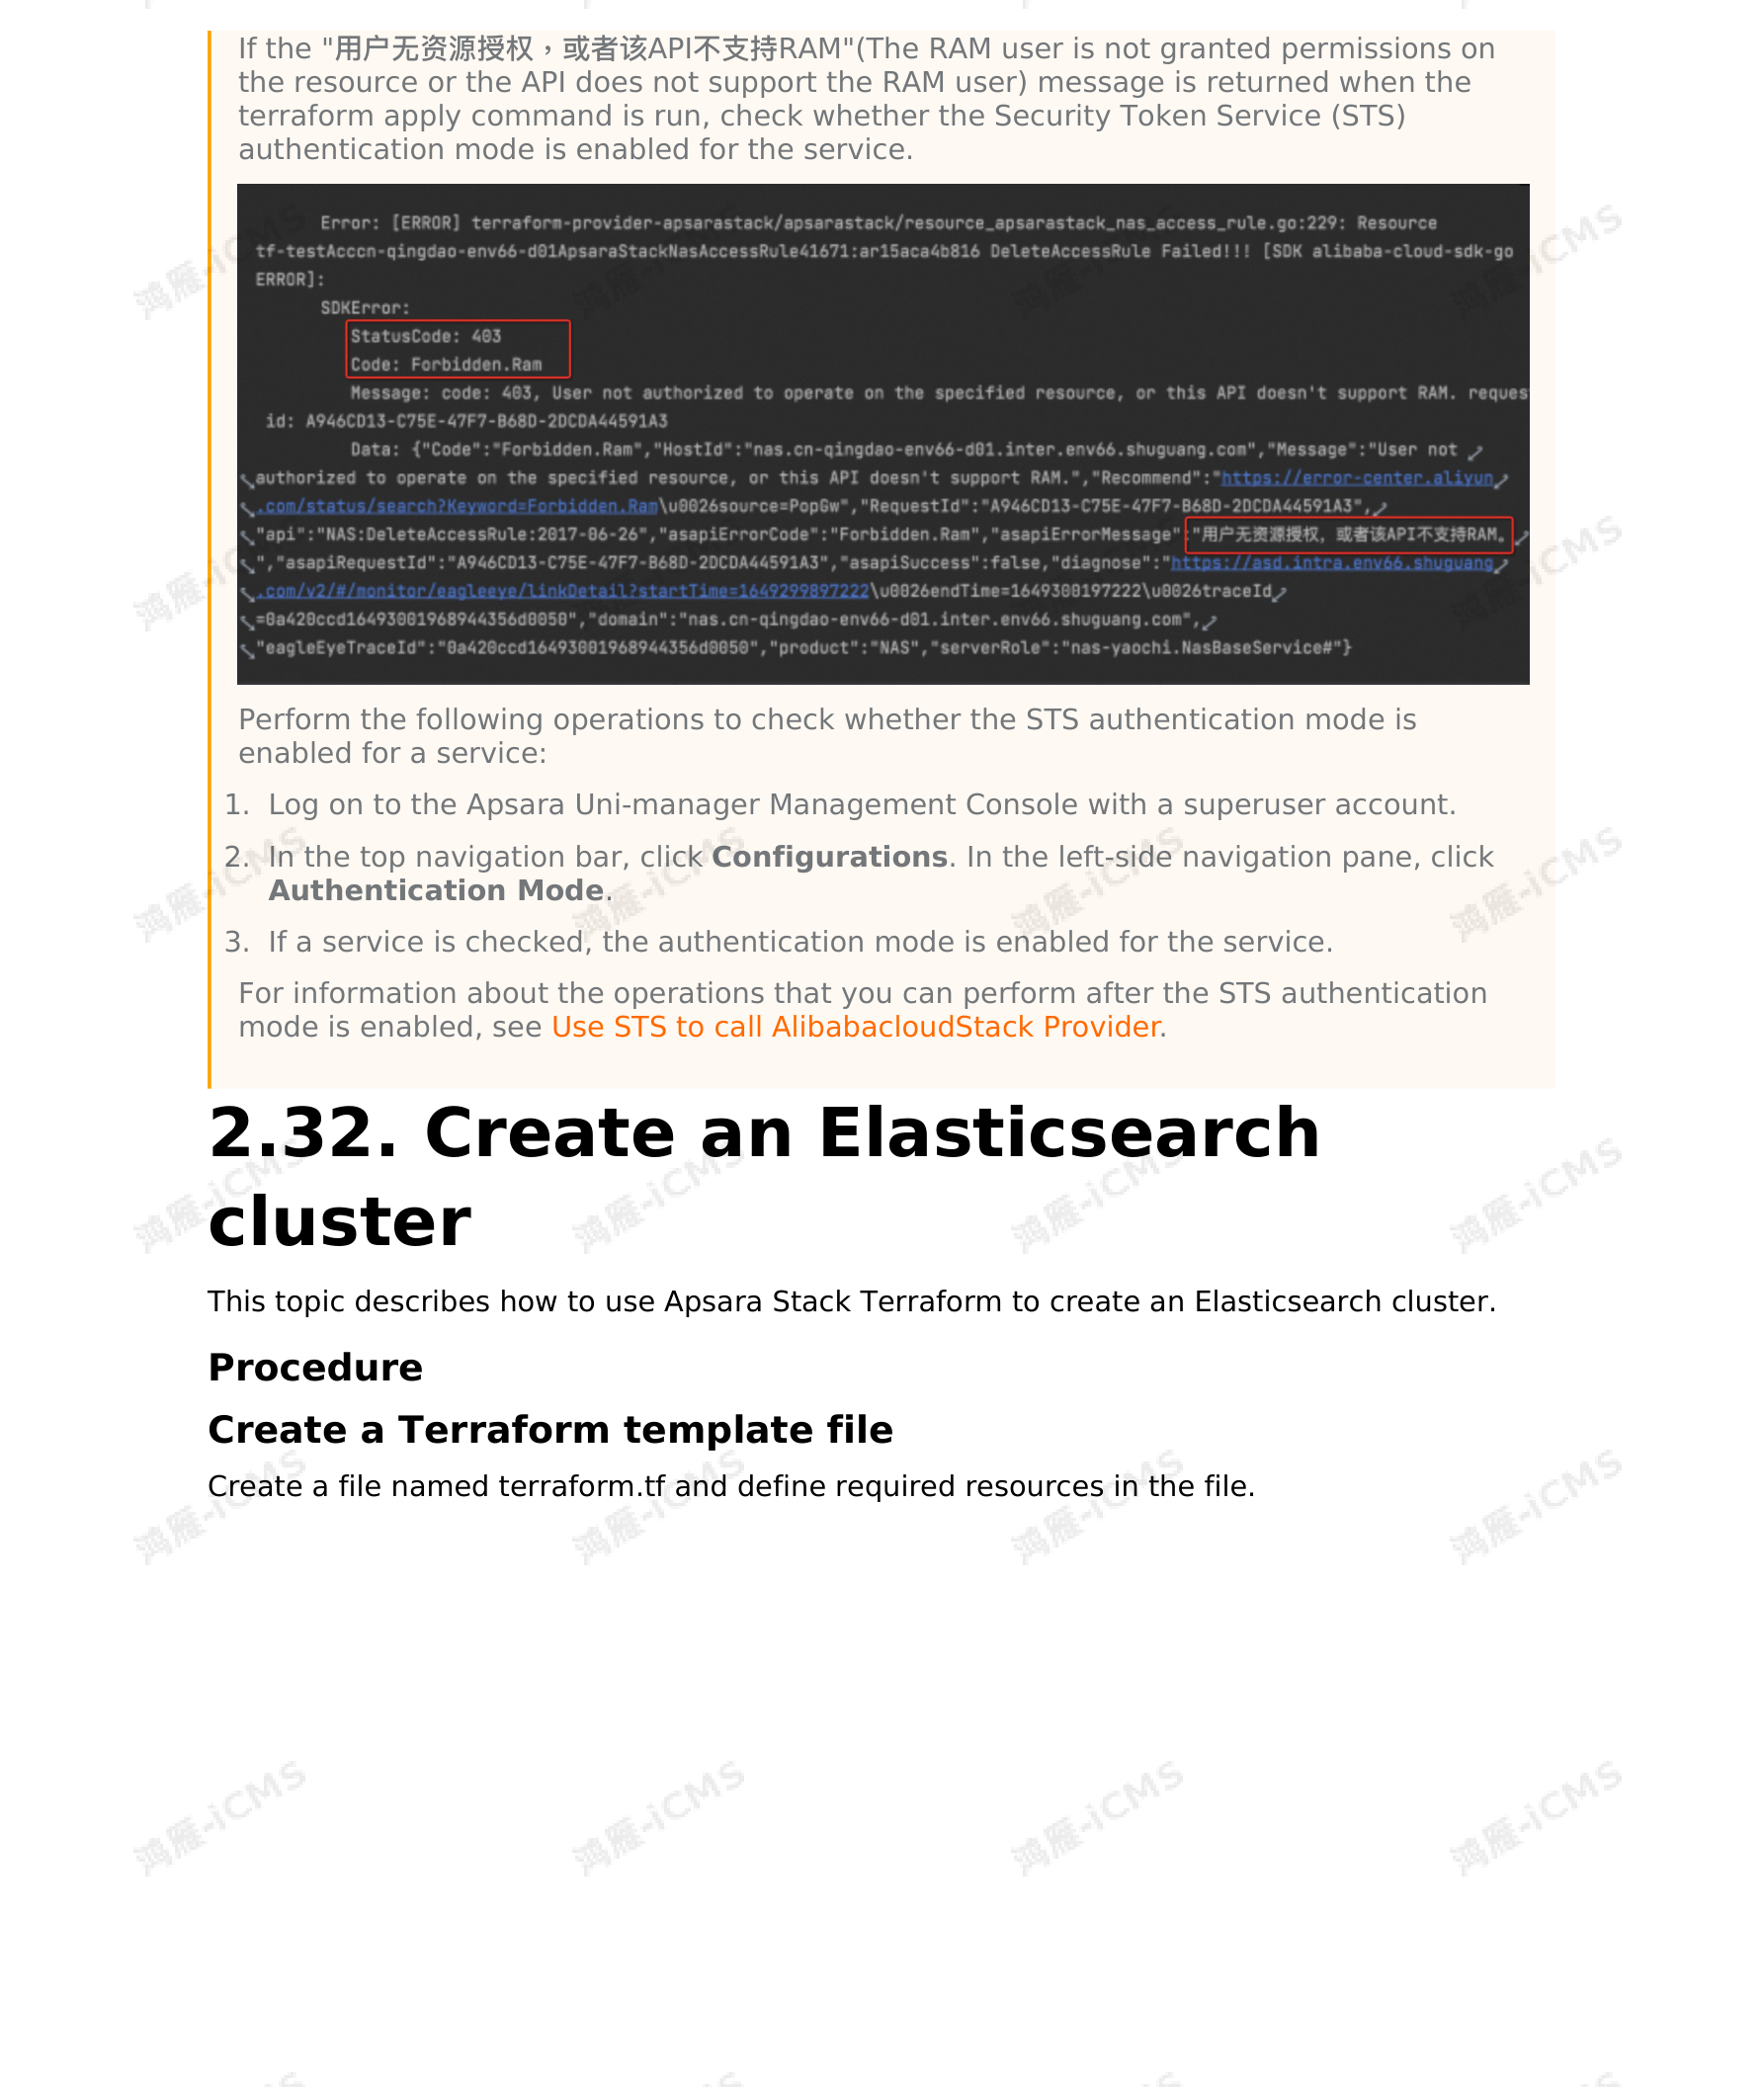 If the "用户无资源授权，或者该API不支持RAM"(The RAM user is not granted permissions on
the resource or the API does not support the RAM user) message is returned when the
terraform apply command is run, check whether the Security Token Service (STS)
authentication mode is enabled for the service.
Error: [ERROR] terraform-provider-apsarastack/apsarastack/resource_apsarastack_nas_access_rule.go:229: Resource
tf-testAcccn-qingdao-env66-d01ApsaraStackNasAccessRule41671:ar15aca4b816 DeleteAccessRule Failed!!! [SDK alibaba-cloud-sdk-go
ERROR]:
SDKError:
StatusCode: 403
Code: Forbidden.Ram
Message: code: 403, User not authorized to operate on the specified resource, or this API doesn't support RAM. reques
id: A946CD13-C75E-47F7-B68D-2DCDA44591A3
Data: {"Code":"Forbidden.Ram","HostId":"nas.cn-qingdao-env66-d01.inter.env66.shuguang.com","Message":"User not
authorized to operate on the specified resource, or this API doesn't support RAM.","Recommend":"https://error-center.aliyun
.com/status/search?Keyword=Forbidden.Ram\u0026source=PopGw","RequestId":"A946CD13-C75E-47F7-B68D-2DCDA44591A3",
"api":"NAS:DeleteAccessRule:2017-06-26","asapiErrorCode":"Forbidden.Ram","asapiErrorMessage":"用户无资源授权，或者该API不支持RAM。
","asapiRequestId":"A946CD13-C75E-47F7-B68D-2DCDA44591A3","asapiSuccess":false,"diagnose":"https://asd.intra.env66.shuguang
.com/v2/#/monitor/eagleeye/linkDetail?startTime=1649299897222\u0026endTime=1649300197222\u0026traceId
=0a420ccd16493001968944356d0050","domain":"nas.cn-qingdao-env66-d01.inter.env66.shuguang.com",
"eagleEyeTraceId":"0a420ccd16493001968944356d0050","product":"NAS","serverRole":"nas-yaochi.NasBaseService#"}
Perform the following operations to check whether the STS authentication mode is
enabled for a service:
1. Log on to the Apsara Uni-manager Management Console with a superuser account.
2. In the top navigation bar, click Configurations. In the left-side navigation pane, click
Authentication Mode.
3. If a service is checked, the authentication mode is enabled for the service.
For information about the operations that you can perform after the STS authentication
mode is enabled, see Use STS to call AlibabacloudStack Provider.
2.32. Create an Elasticsearch
cluster
This topic describes how to use Apsara Stack Terraform to create an Elasticsearch cluster.
Procedure
Create a Terraform template file
Create a file named terraform.tf and define required resources in the file.
鸿雁-iCMS